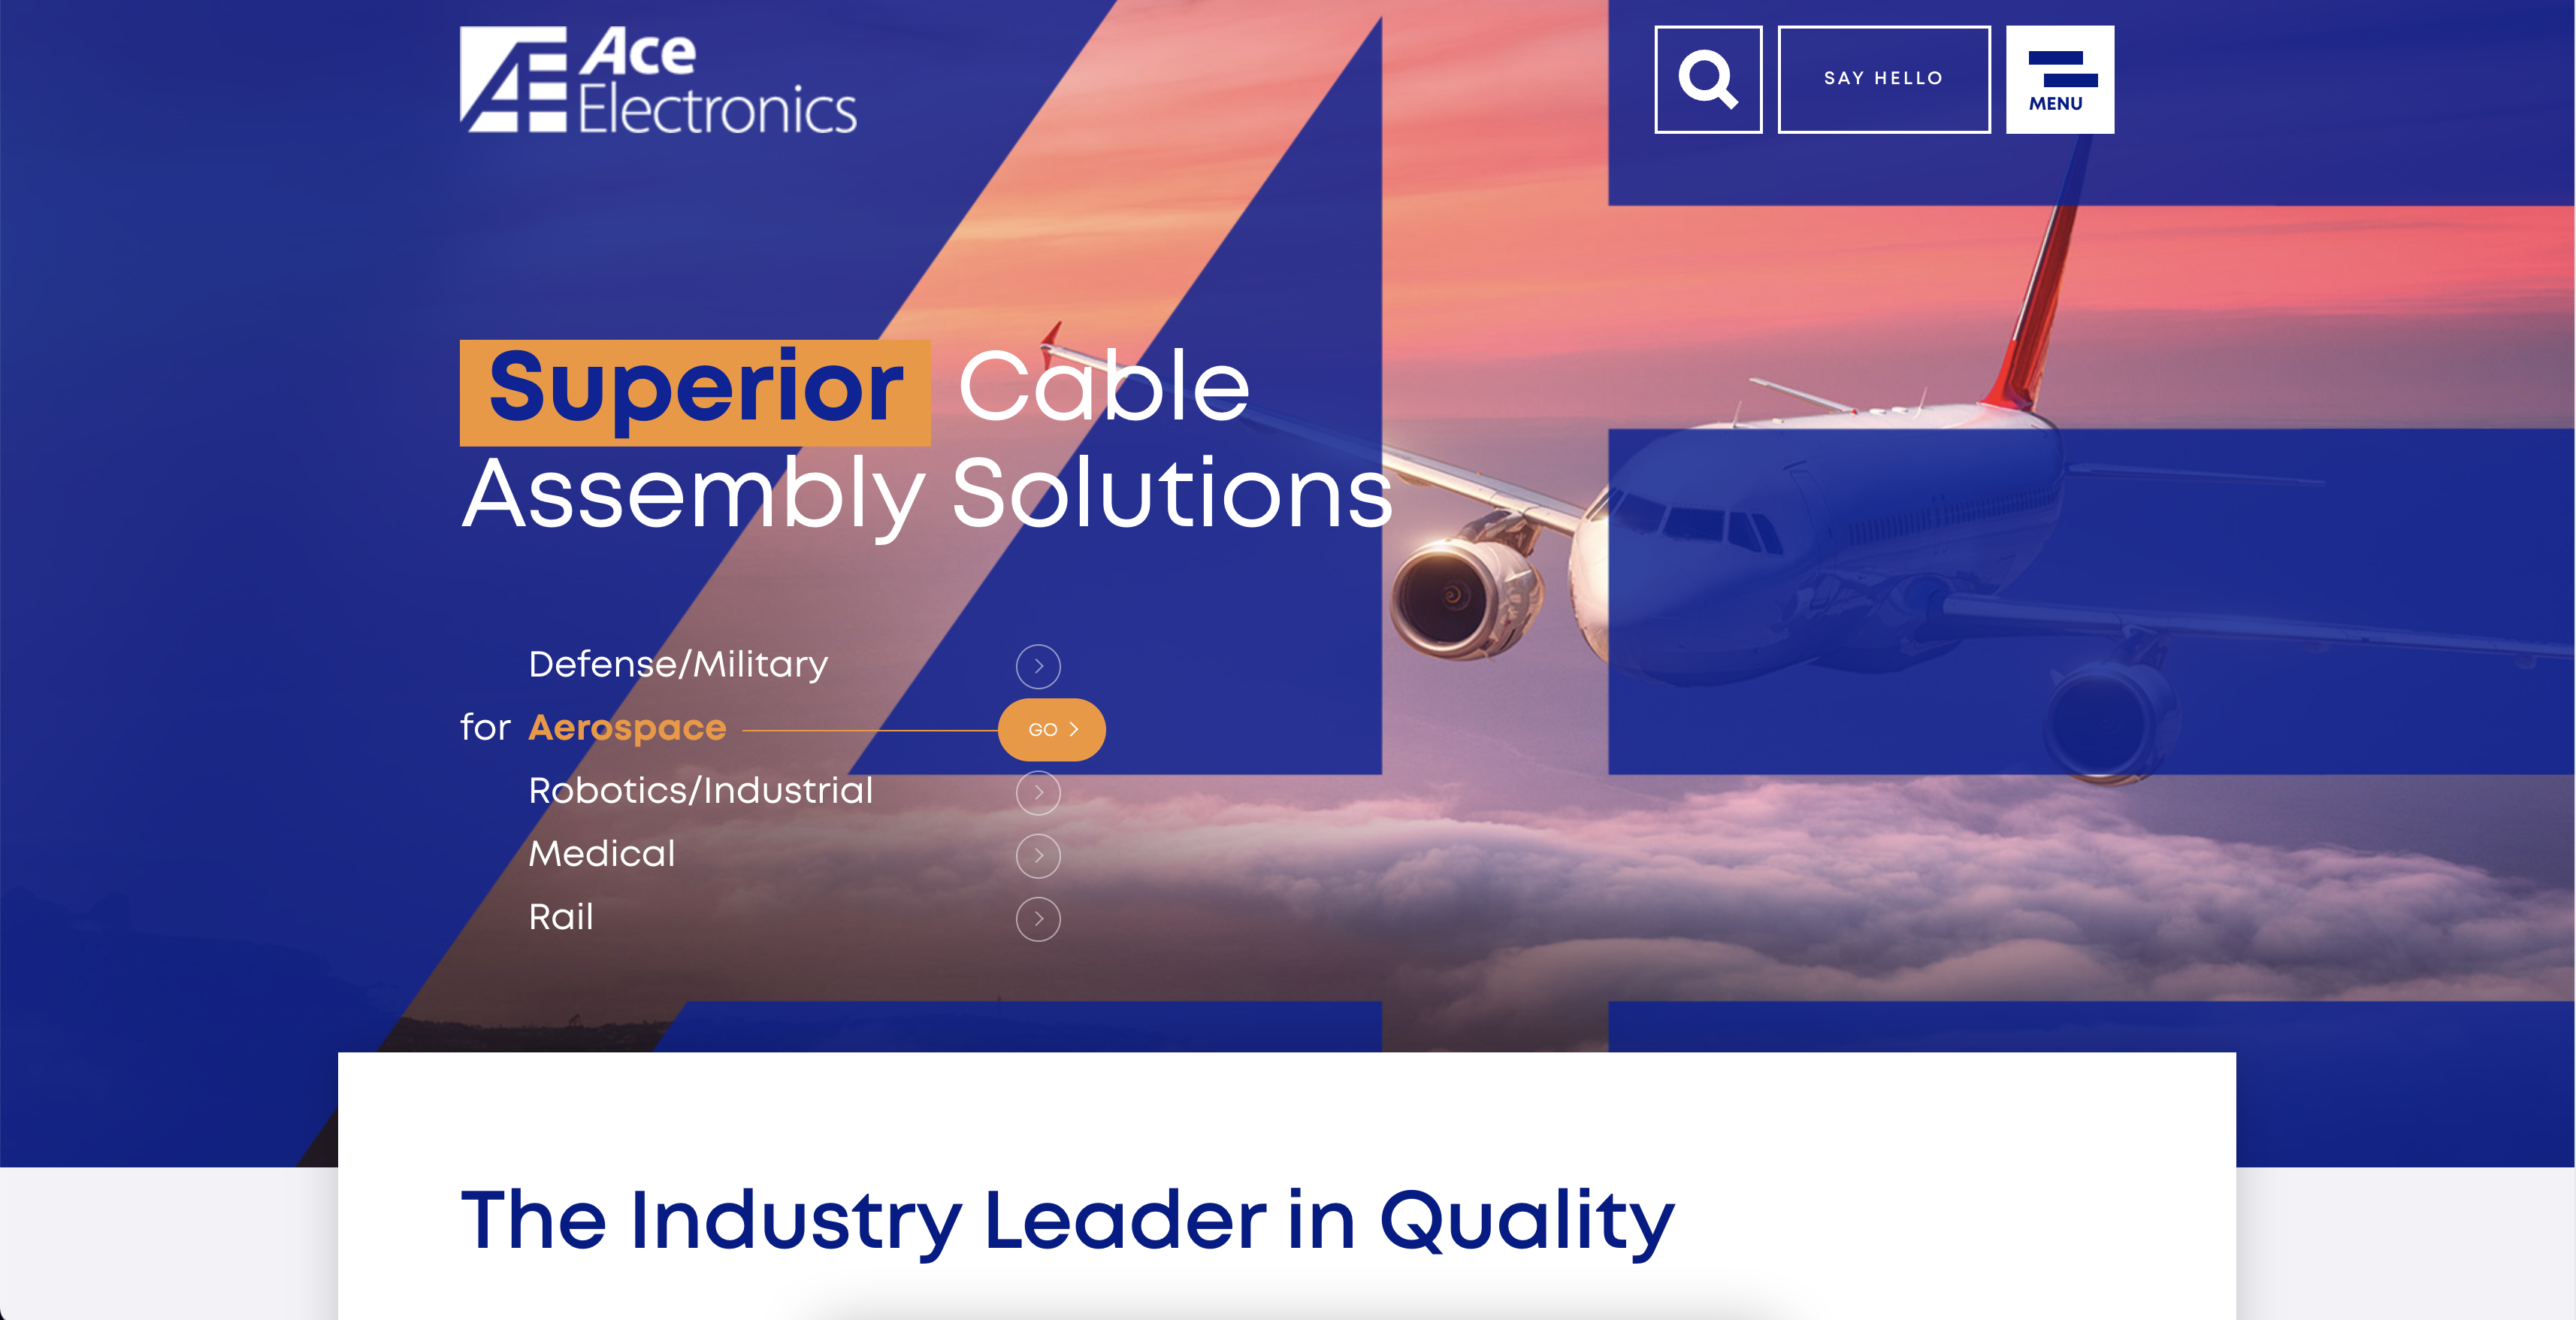 Ace
Electronics
SAY HELLO
MENU
Superior Cable
Assembly Solutions
Defense/Military
for Aerospace GO
Robotics/Industrial
Medical
Rail
The Industry Leader in Quality